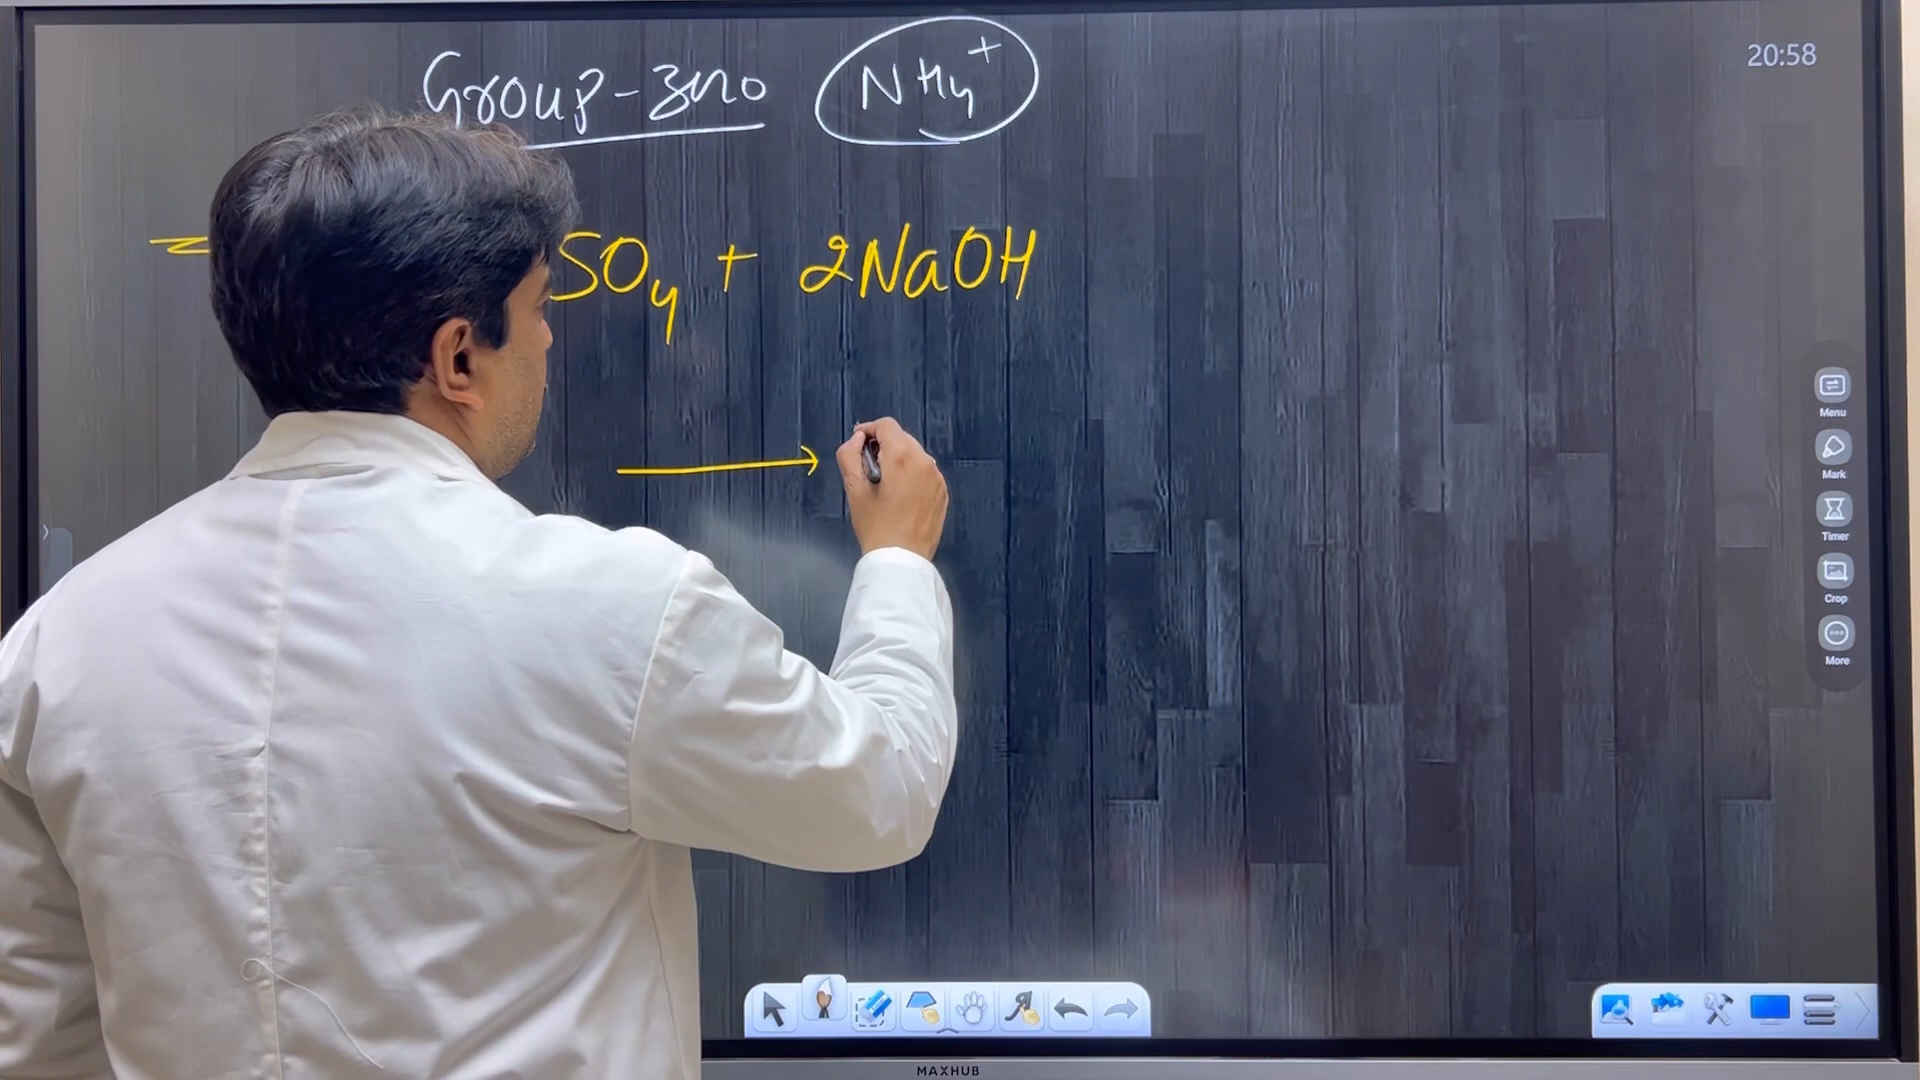 Group-zero NH4+
20:58
SO4 + 2NaOH
→
Menu
Mark
Timer
Crop
More
MAXHUB